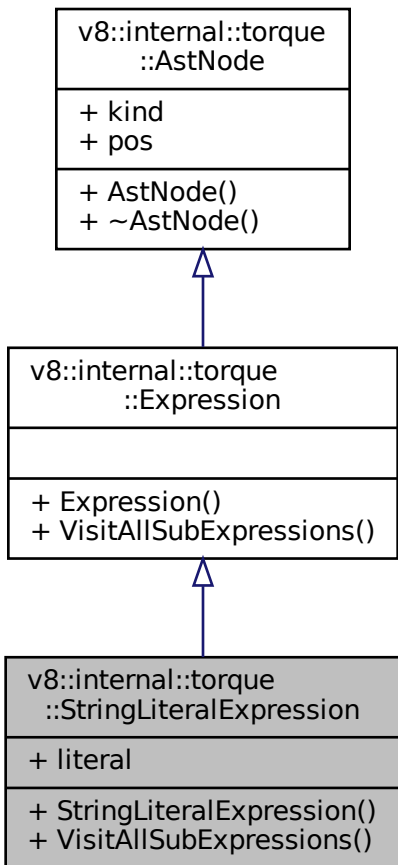 v8::internal::torque
::AstNode
+ kind
+ pos
+ AstNode()
+ ~AstNode()
v8::internal::torque
::Expression
+ Expression()
+ VisitAllSubExpressions()
v8::internal::torque
::StringLiteralExpression
+ literal
+ StringLiteralExpression()
+ VisitAllSubExpressions()